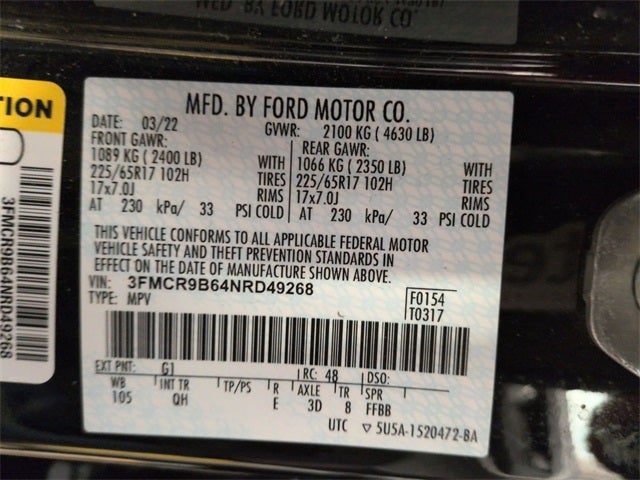 MFD. BY FORD MOTOR CO.
TION
MFD. BY FORD MOTOR CO.
DATE: 03/22 GVWR: 2100 KG ( 4630 LB)
FRONT GAWR: REAR GAWR:
1089 KG ( 2400 LB) WITH 1066 KG ( 2350 LB) WITH
225/65R17 102H TIRES 225/65R17 102H TIRES
17x7.0J RIMS 17x7.0J RIMS
AT 230 kPa/ 33 PSI COLD AT 230 kPa/ 33 PSI COLD
THIS VEHICLE CONFORMS TO ALL APPLICABLE FEDERAL MOTOR
VEHICLE SAFETY AND THEFT PREVENTION STANDARDS IN
EFFECT ON THE DATE OF MANUFACTURE SHOWN ABOVE.
VIN: 3FMCR9B64NRD49268 F0154
TYPE: MPV T0317
EXT PNT: G1 RC: 48 DSO:
WB INT TR TP/PS R AXLE TR SPR
105 QH E 3D 8 FFBB
UTC ▽ 5U5A-1520472-BA
3FMCR9B64NRD49268